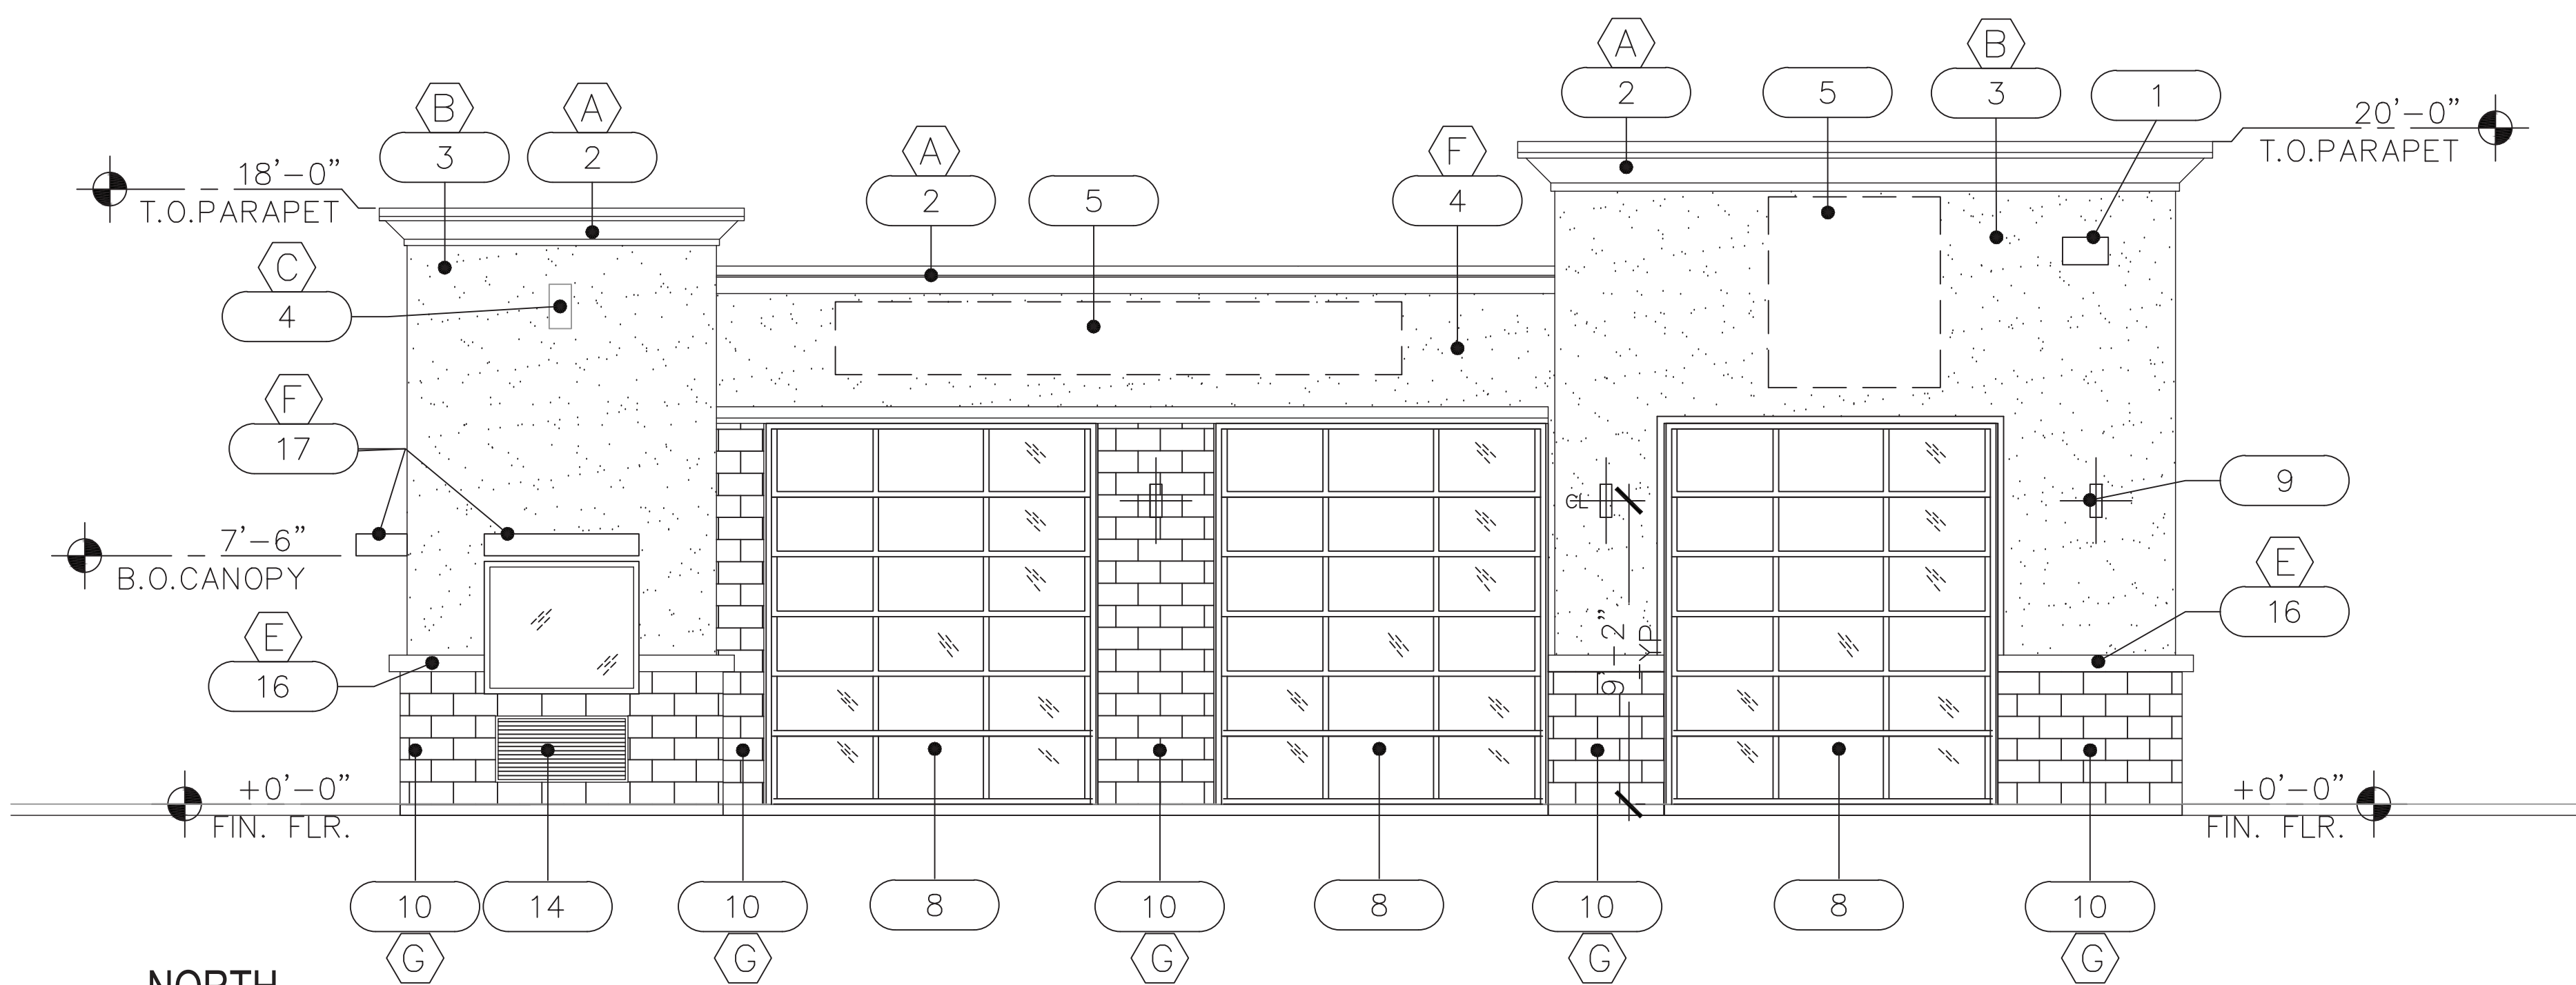 A
B
2
5
3
1
20'-0"
T.O.PARAPET
B
A
3
2
A
F
2
5
4
18'-0"
T.O.PARAPET
C
4
F
17
7'-6"
B.O.CANOPY
E
16
CL
9'-2"
TYP
9
E
16
+0'-0"
FIN. FLR.
+0'-0"
FIN. FLR.
10
14
10
8
10
8
10
8
10
G
G
G
G
G
NORTH